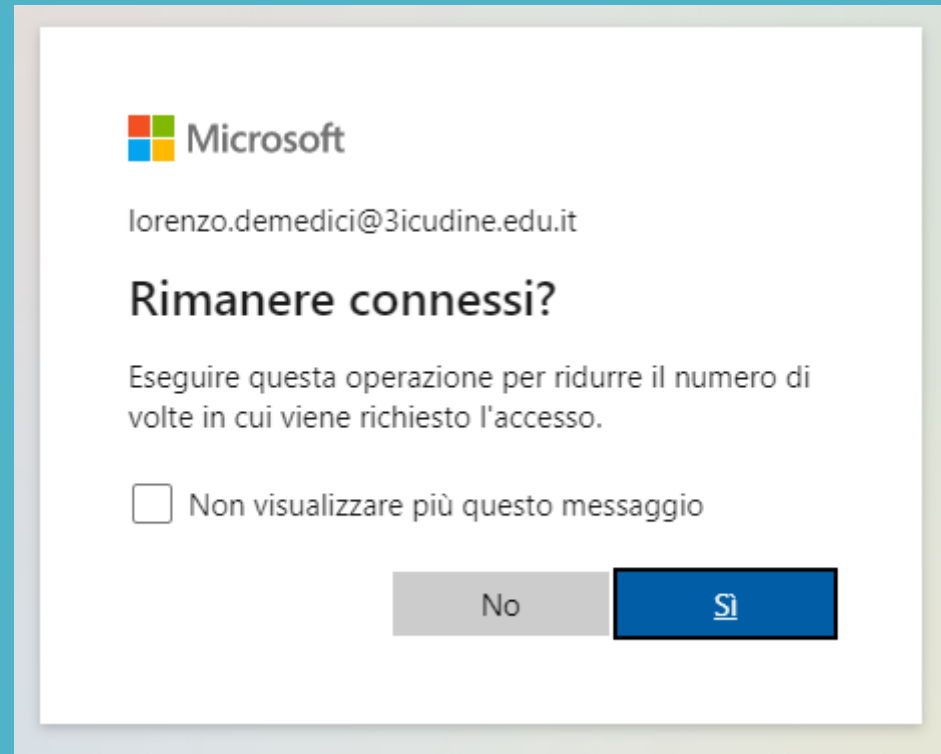 Microsoft
lorenzo.demedici@3icudine.edu.it
Rimanere connessi?
Eseguire questa operazione per ridurre il numero di
volte in cui viene richiesto l'accesso.
Non visualizzare più questo messaggio
No
Sì